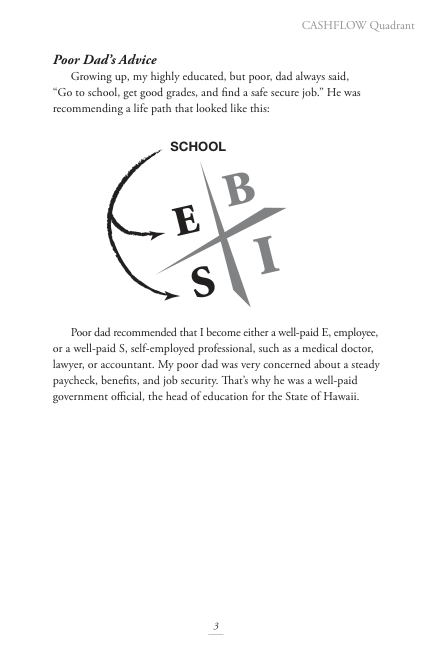 CASHFLOW Quadrant
Poor Dad’s Advice
Growing up, my highly educated, but poor, dad always said,
“Go to school, get good grades, and find a safe secure job.” He was
recommending a life path that looked like this:
SCHOOL
B
E
I
S
Poor dad recommended that I become either a well-paid E, employee,
or a well-paid S, self-employed professional, such as a medical doctor,
lawyer, or accountant. My poor dad was very concerned about a steady
paycheck, benefits, and job security. That’s why he was a well-paid
government official, the head of education for the State of Hawaii.
3